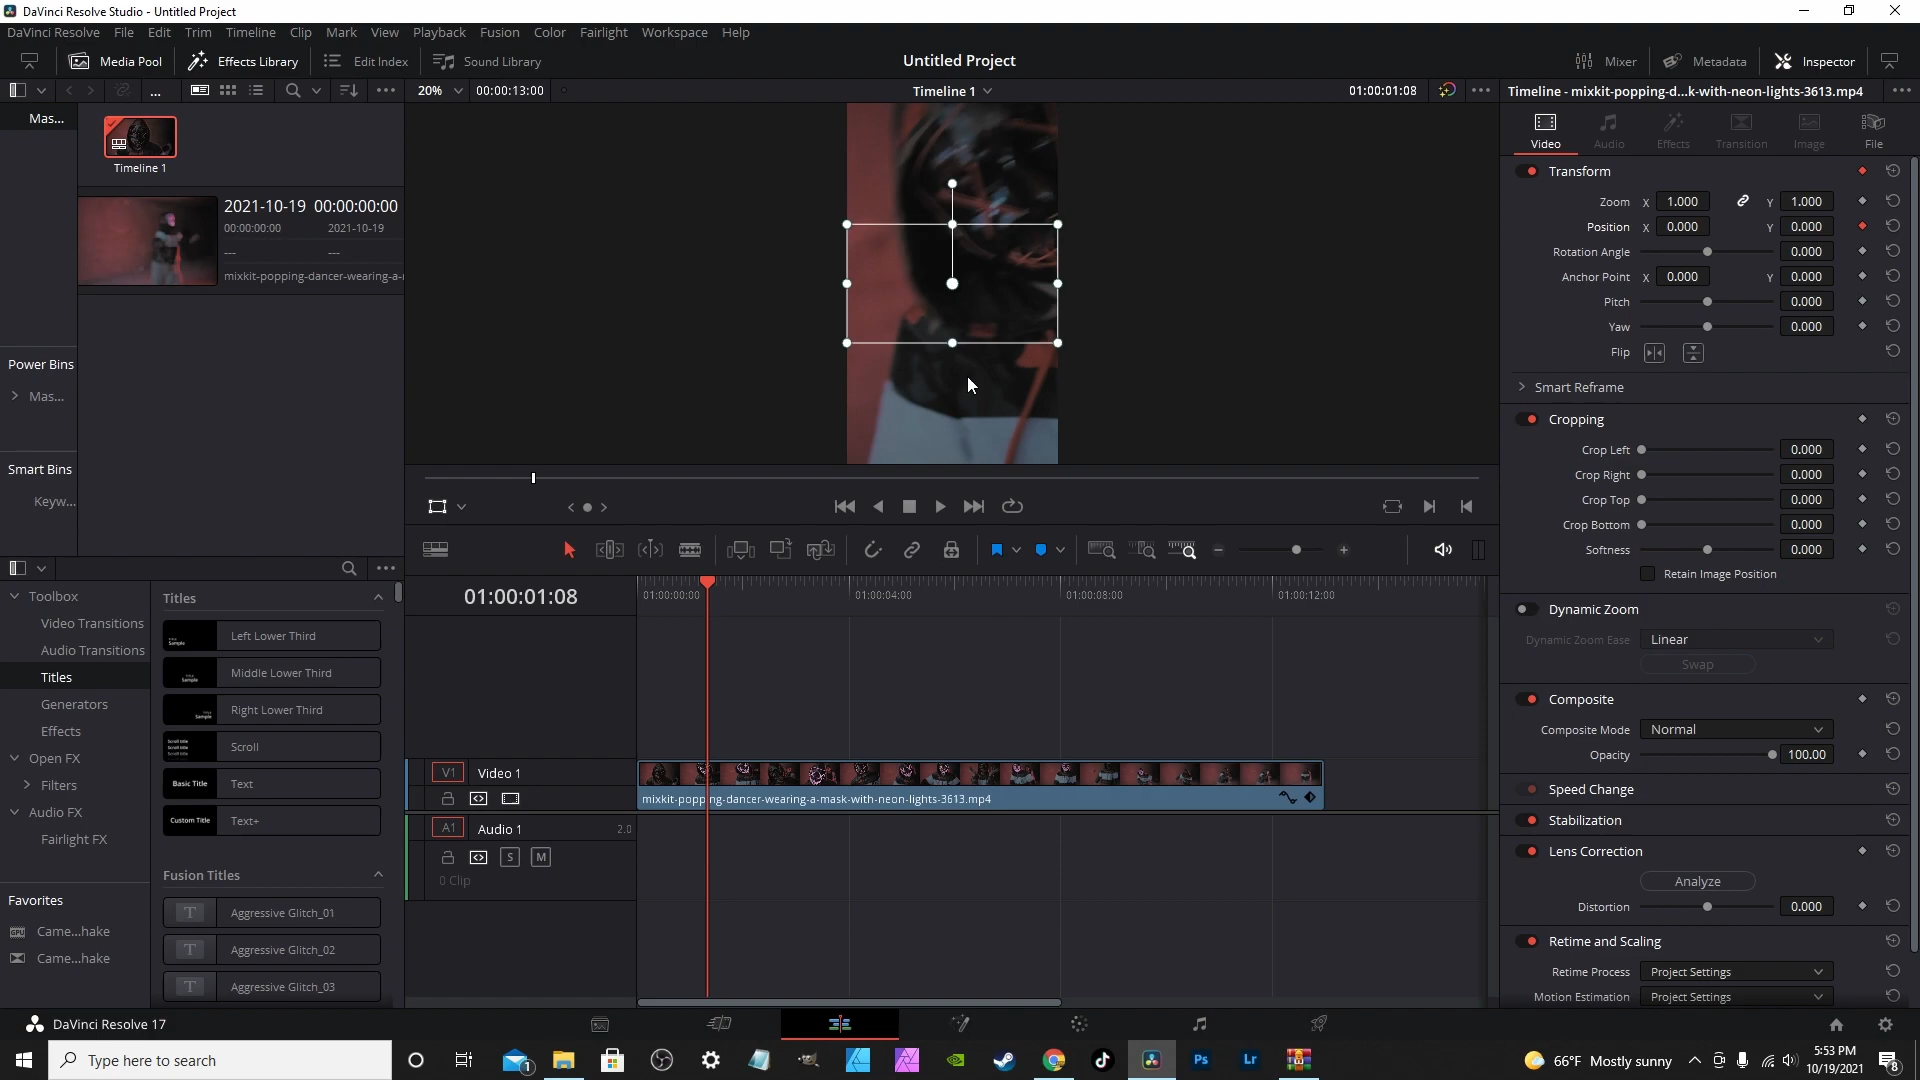 DaVinci Resolve Studio - Untitled Project
DaVinci Resolve File Edit Trim Timeline Clip Mark View Playback Fusion Color Fairlight Workspace Help
Media Pool Effects Library Edit Index Sound Library Untitled Project Mixer Metadata Inspector
... 20% 00:00:13:00 Timeline 1 01:00:01:08 Timeline - mixkit-popping-d...k-with-neon-lights-3613.mp4
Mas...
Timeline 1
2021-10-19 00:00:00:00
00:00:00:00 2021-10-19
--- ---
mixkit-popping-dancer-wearing-a-
Power Bins
Mas...
Smart Bins
Keyw...
Video Audio Effects Transition Image File
Transform
Zoom X 1.000 Y 1.000
Position X 0.000 Y 0.000
Rotation Angle 0.000
Anchor Point X 0.000 Y 0.000
Pitch 0.000
Yaw 0.000
Flip
Smart Reframe
Cropping
Crop Left 0.000
Crop Right 0.000
Crop Top 0.000
Crop Bottom 0.000
Softness 0.000
Retain Image Position
Dynamic Zoom
Dynamic Zoom Ease Linear
Swap
Composite
Composite Mode Normal
Opacity 100.00
Speed Change
Stabilization
Lens Correction
Analyze
Distortion 0.000
Retime and Scaling
Retime Process Project Settings
Motion Estimation Project Settings
Toolbox
Video Transitions
Audio Transitions
Titles
Generators
Effects
Open FX
Filters
Audio FX
Fairlight FX
Favorites
Came...hake
Came...hake
Titles
Left Lower Third
Middle Lower Third
Right Lower Third
Scroll
Basic Title Text
Custom Title Text+
Fusion Titles
T Aggressive Glitch_01
T Aggressive Glitch_02
T Aggressive Glitch_03
01:00:01:08 01:00:00:00 01:00:04:00 01:00:08:00 01:00:12:00
V1 Video 1
mixkit-popping-dancer-wearing-a-mask-with-neon-lights-3613.mp4
A1 Audio 1 2.0
S M
0 Clip
DaVinci Resolve 17
Type here to search 1 Ps Lr 66°F Mostly sunny 5:53 PM
10/19/2021 8